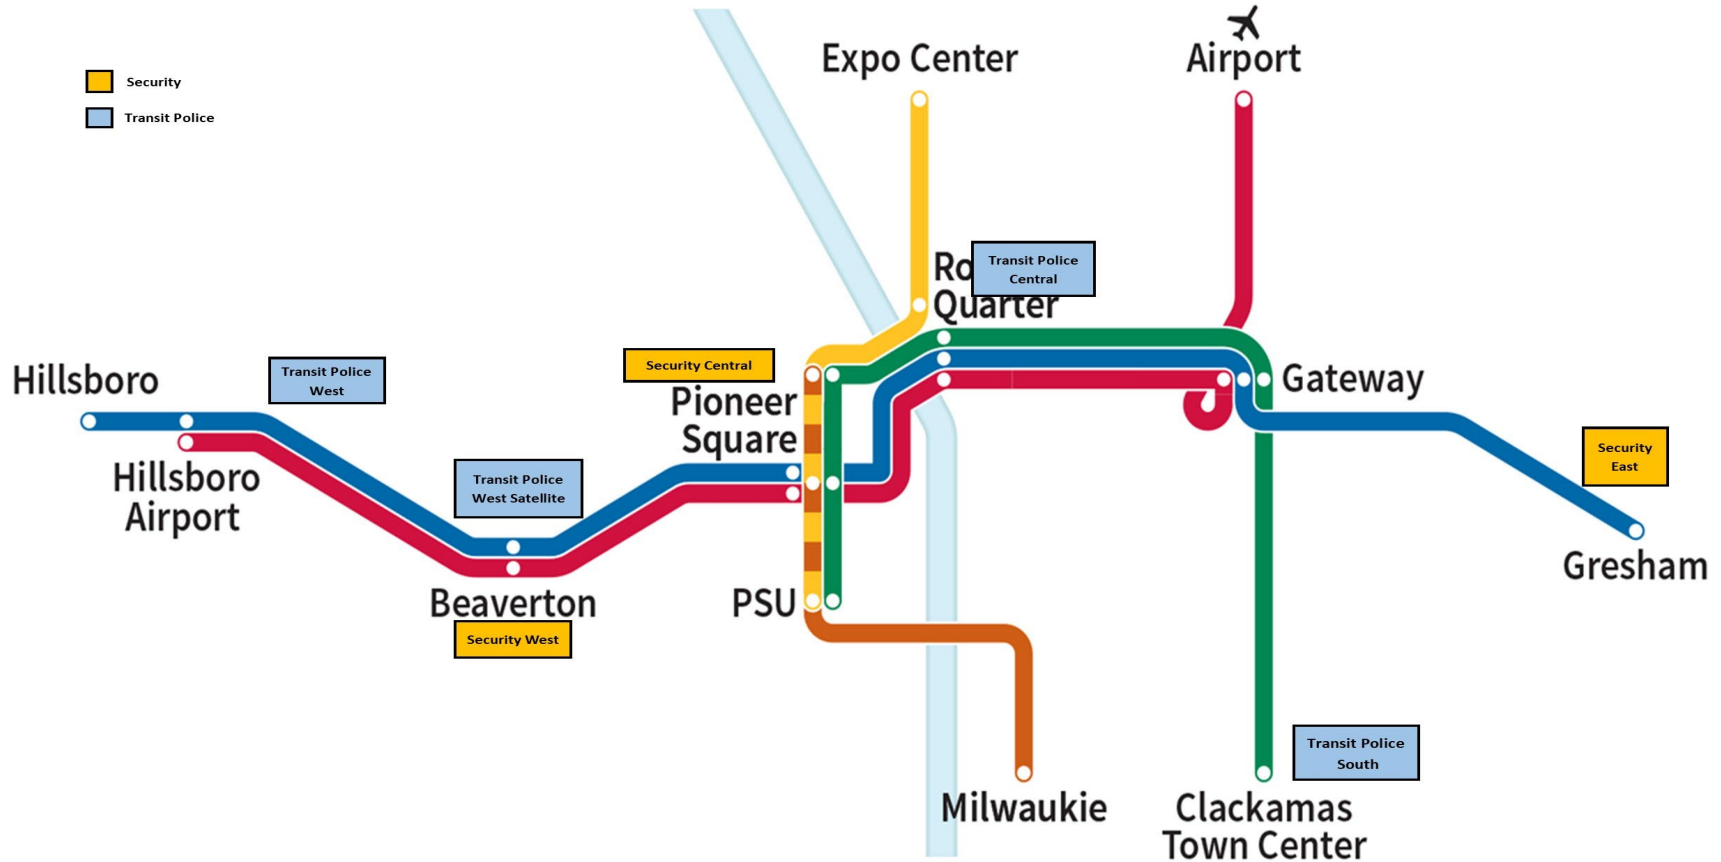 Expo Center
Airport
Security
Transit Police
Ro
Quarter
Transit Police
Central
Security Central
Pioneer
Square
Hillsboro
Transit Police
West
Gateway
Hillsboro
Airport
Transit Police
West Satellite
Security
East
Gresham
Beaverton
Security West
PSU
Transit Police
South
Milwaukie
Clackamas
Town Center